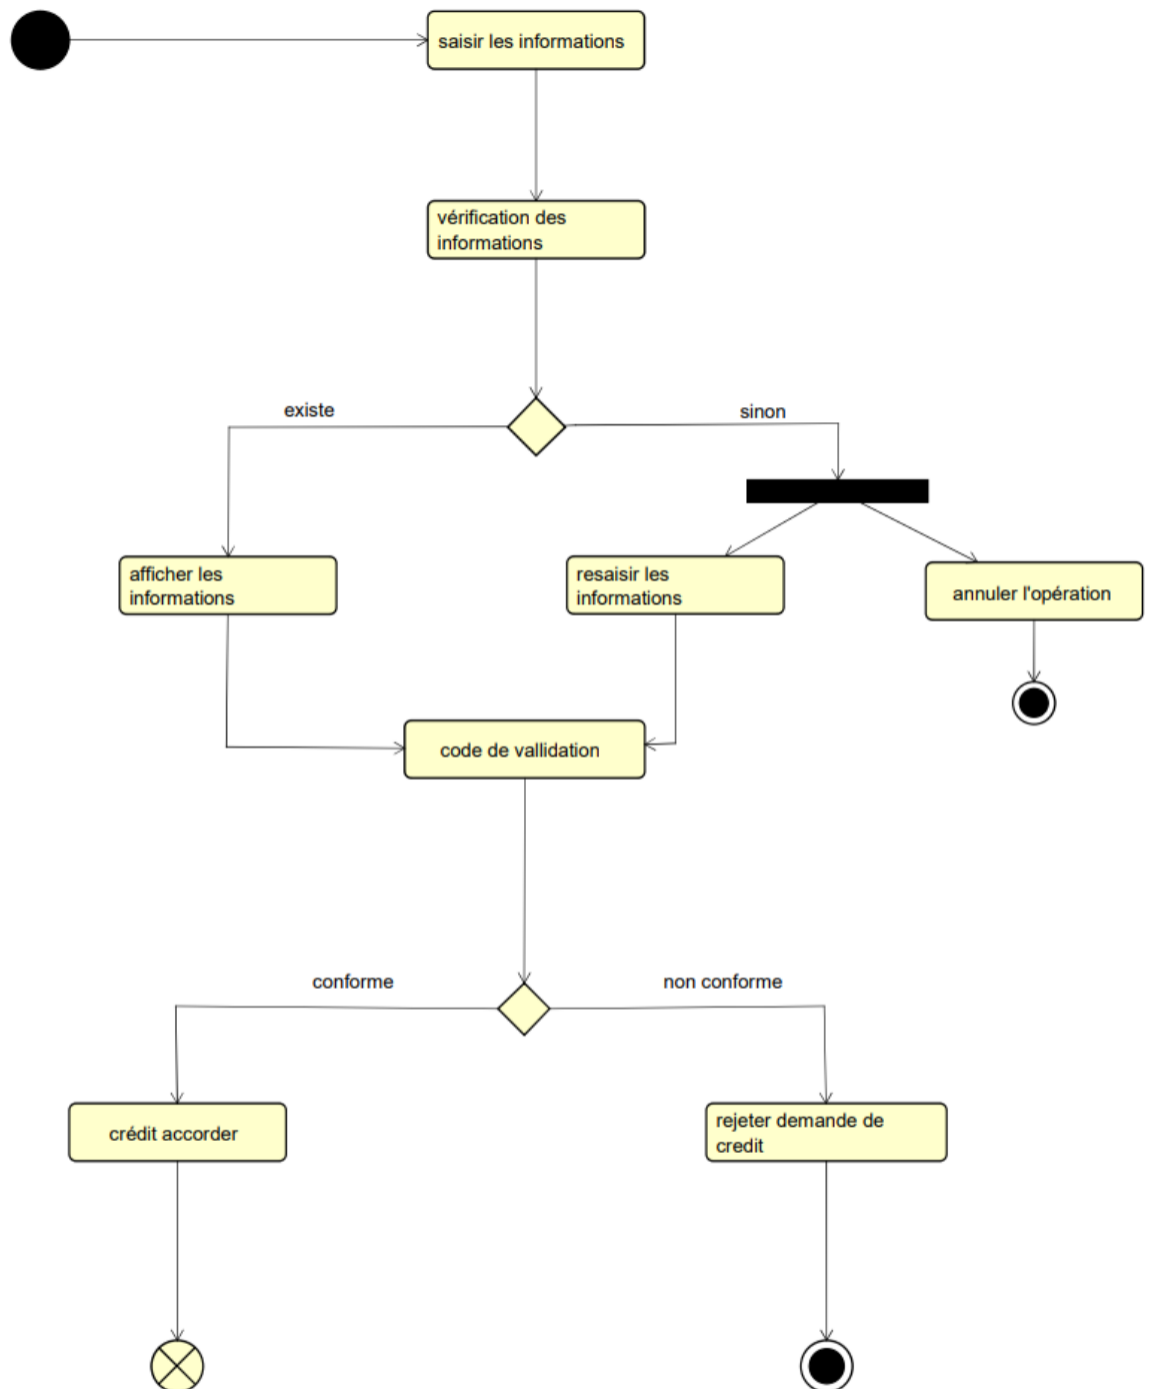 saisir les informations
vérification des
informations
existe
sinon
afficher les
informations
resaisir les
informations
annuler l'opération
code de vallidation
conforme
non conforme
crédit accorder
rejeter demande de
credit